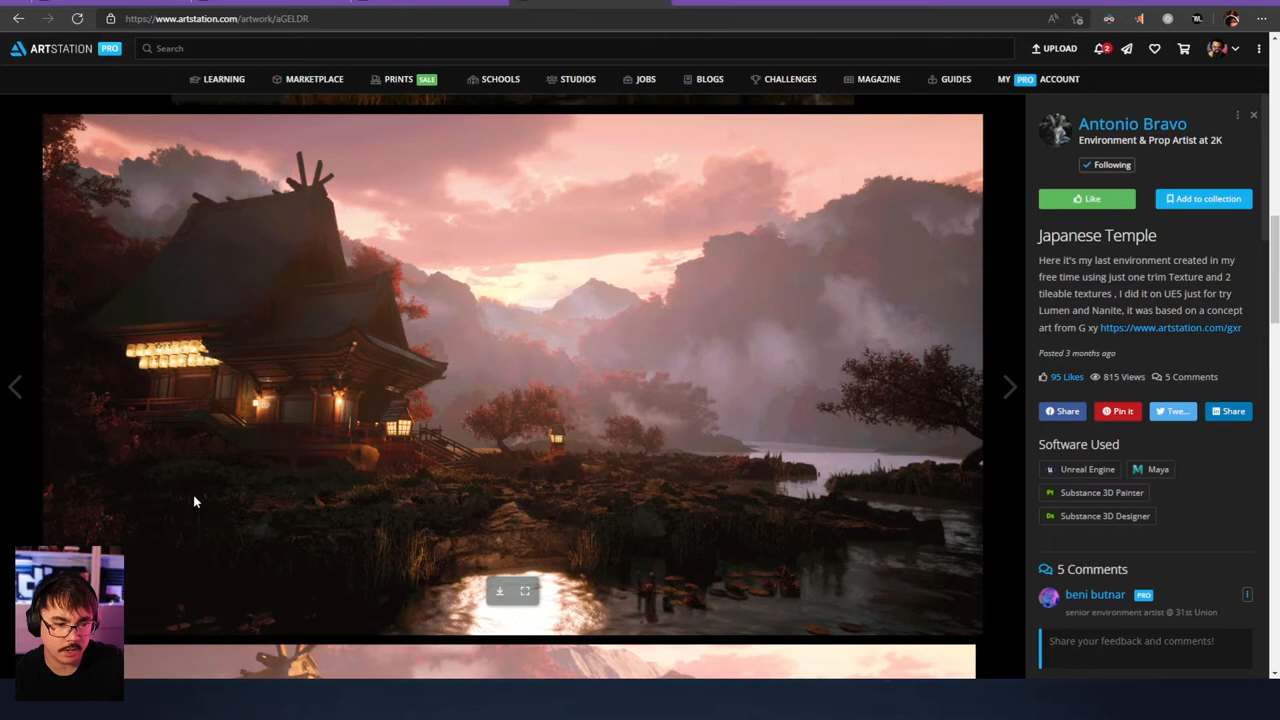 https://www.artstation.com/artwork/aGELDR
ARTSTATION PRO
Search
UPLOAD
2
LEARNING
MARKETPLACE
PRINTS SALE
SCHOOLS
STUDIOS
JOBS
BLOGS
CHALLENGES
MAGAZINE
GUIDES
MY PRO ACCOUNT
Antonio Bravo
Environment & Prop Artist at 2K
Following
Like
Add to collection
Japanese Temple
Here it's my last environment created in my
free time using just one trim Texture and 2
tileable textures , I did it on UE5 just for try
Lumen and Nanite, it was based on a concept
art from G xy https://www.artstation.com/gxr
Posted 3 months ago
95 Likes 815 Views 5 Comments
Share
Pin it
Twe...
Share
Software Used
Unreal Engine
Maya
Pt Substance 3D Painter
Ds Substance 3D Designer
5 Comments
beni butnar PRO
senior environment artist @ 31st Union
Share your feedback and comments!